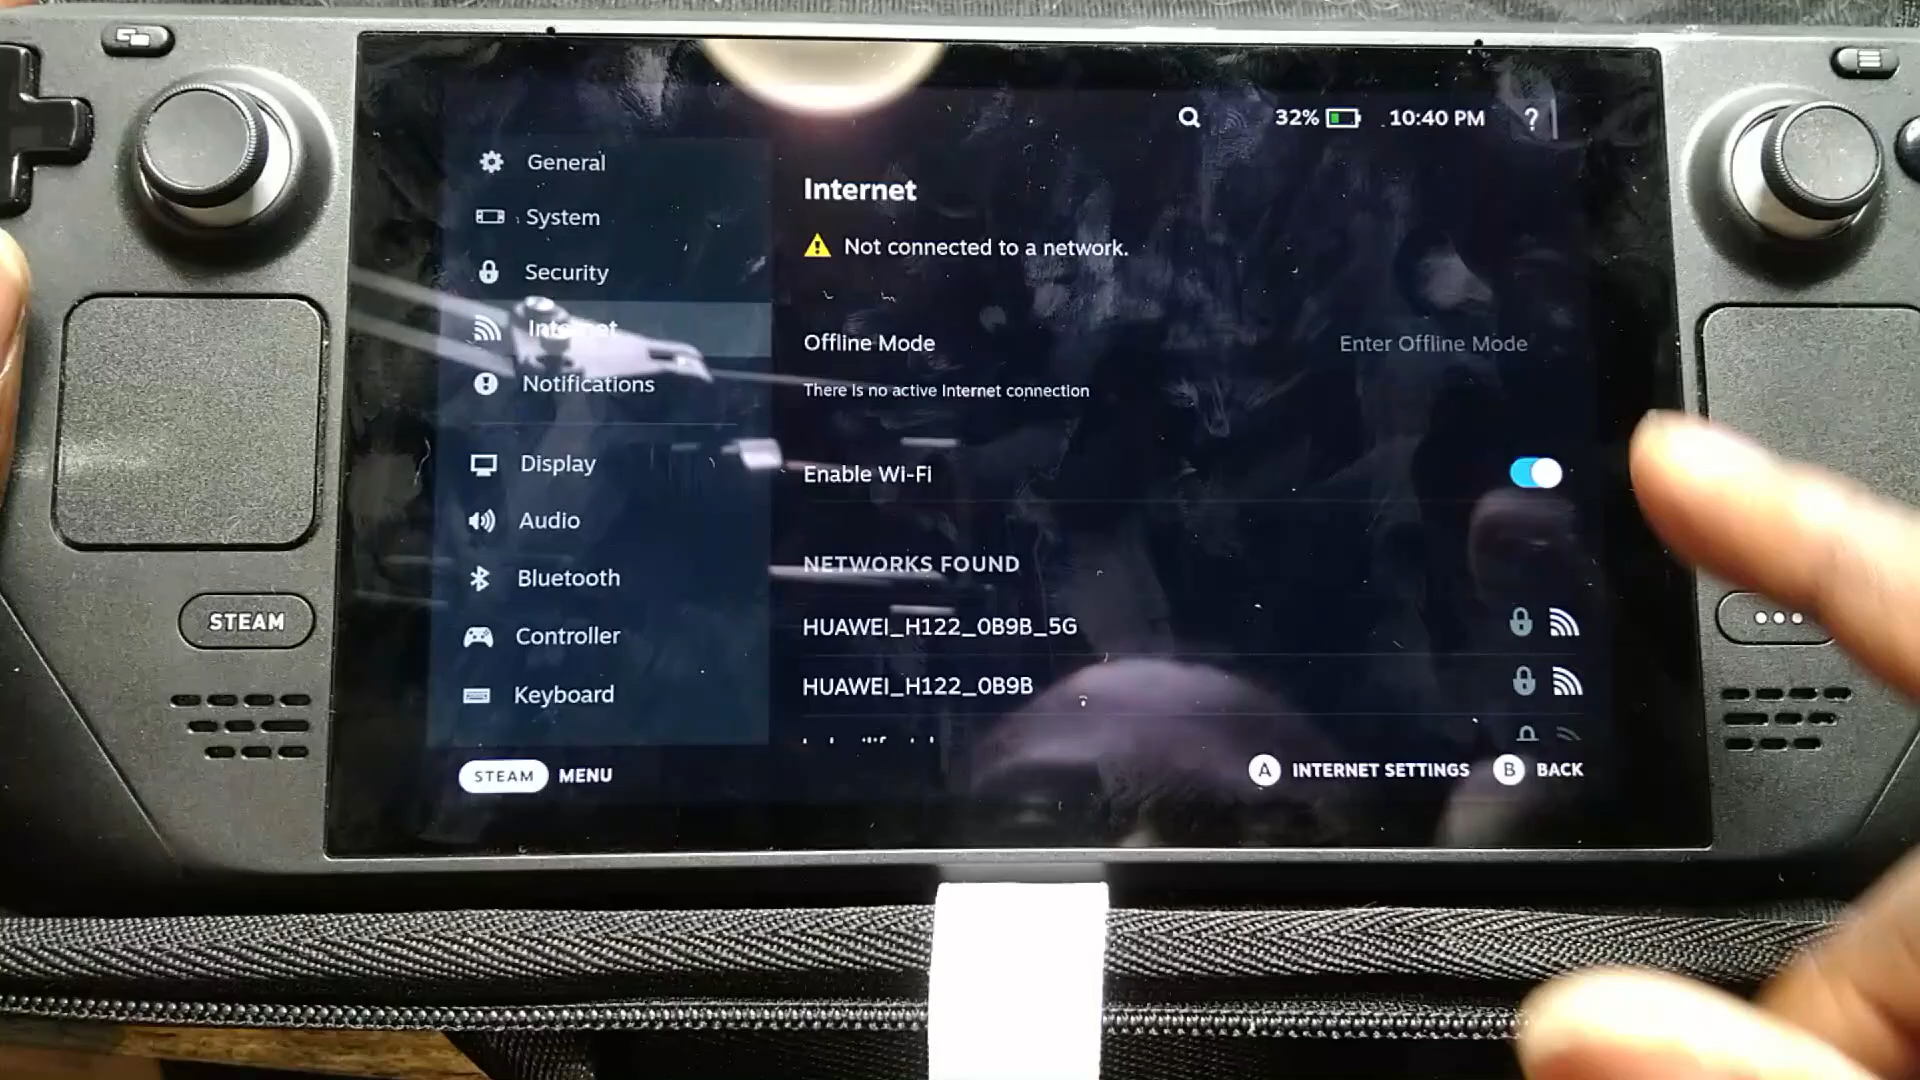 32% 10:40 PM ?
General
System
Security
Internet
Notifications
Display
Audio
Bluetooth
Controller
Keyboard
Internet
Not connected to a network.
Offline Mode Enter Offline Mode
There is no active Internet connection
Enable Wi-Fi
NETWORKS FOUND
HUAWEI_H122_0B9B_5G
HUAWEI_H122_0B9B
STEAM MENU
A INTERNET SETTINGS B BACK
STEAM